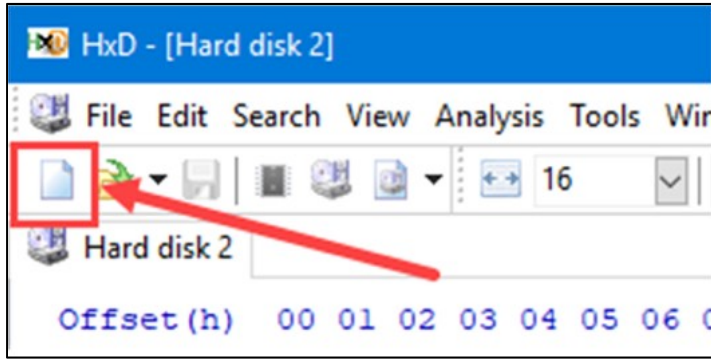 HxD - [Hard disk 2]
File Edit Search View Analysis Tools
16
Hard disk 2
Offset(h) 00 01 02 03 04 05 06